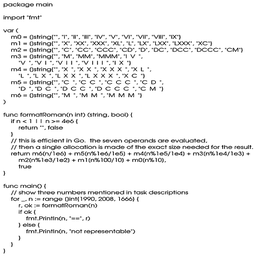 package main
import "fmt"
var (
m0 = []string{"", "I", "II", "III", "IV", "V", "VI", "VII", "VIII", "IX"}
m1 = []string{"", "X", "XX", "XXX", "XL", "L", "LX", "LXX", "LXXX", "XC"}
m2 = []string{"", "C", "CC", "CCC", "CD", "D", "DC", "DCC", "DCCC", "CM"}
m3 = []string{"", "M", "MM", "MMM", "I V ",
"V ", "V I ", "V I I ", "V I I I ", "I X "}
m4 = []string{"", "X ", "X X ", "X X X ", "X L ",
"L ", "L X ", "L X X ", "L X X X ", "X C "}
m5 = []string{"", "C ", "C C ", "C C C ", "C D ",
"D ", "D C ", "D C C ", "D C C C ", "C M "}
m6 = []string{"", "M ", "M M ", "M M M "}
)
func formatRoman(n int) (string, bool) {
if n < 1 || n >= 4e6 {
return "", false
}
// this is efficient in Go. the seven operands are evaluated,
// then a single allocation is made of the exact size needed for the result.
return m6[n/1e6] + m5[n%1e6/1e5] + m4[n%1e5/1e4] + m3[n%1e4/1e3] +
m2[n%1e3/1e2] + m1[n%100/10] + m0[n%10],
true
}
func main() {
// show three numbers mentioned in task descriptions
for _, n := range []int{1990, 2008, 1666} {
r, ok := formatRoman(n)
if ok {
fmt.Println(n, "==", r)
} else {
fmt.Println(n, "not representable")
}
}
}